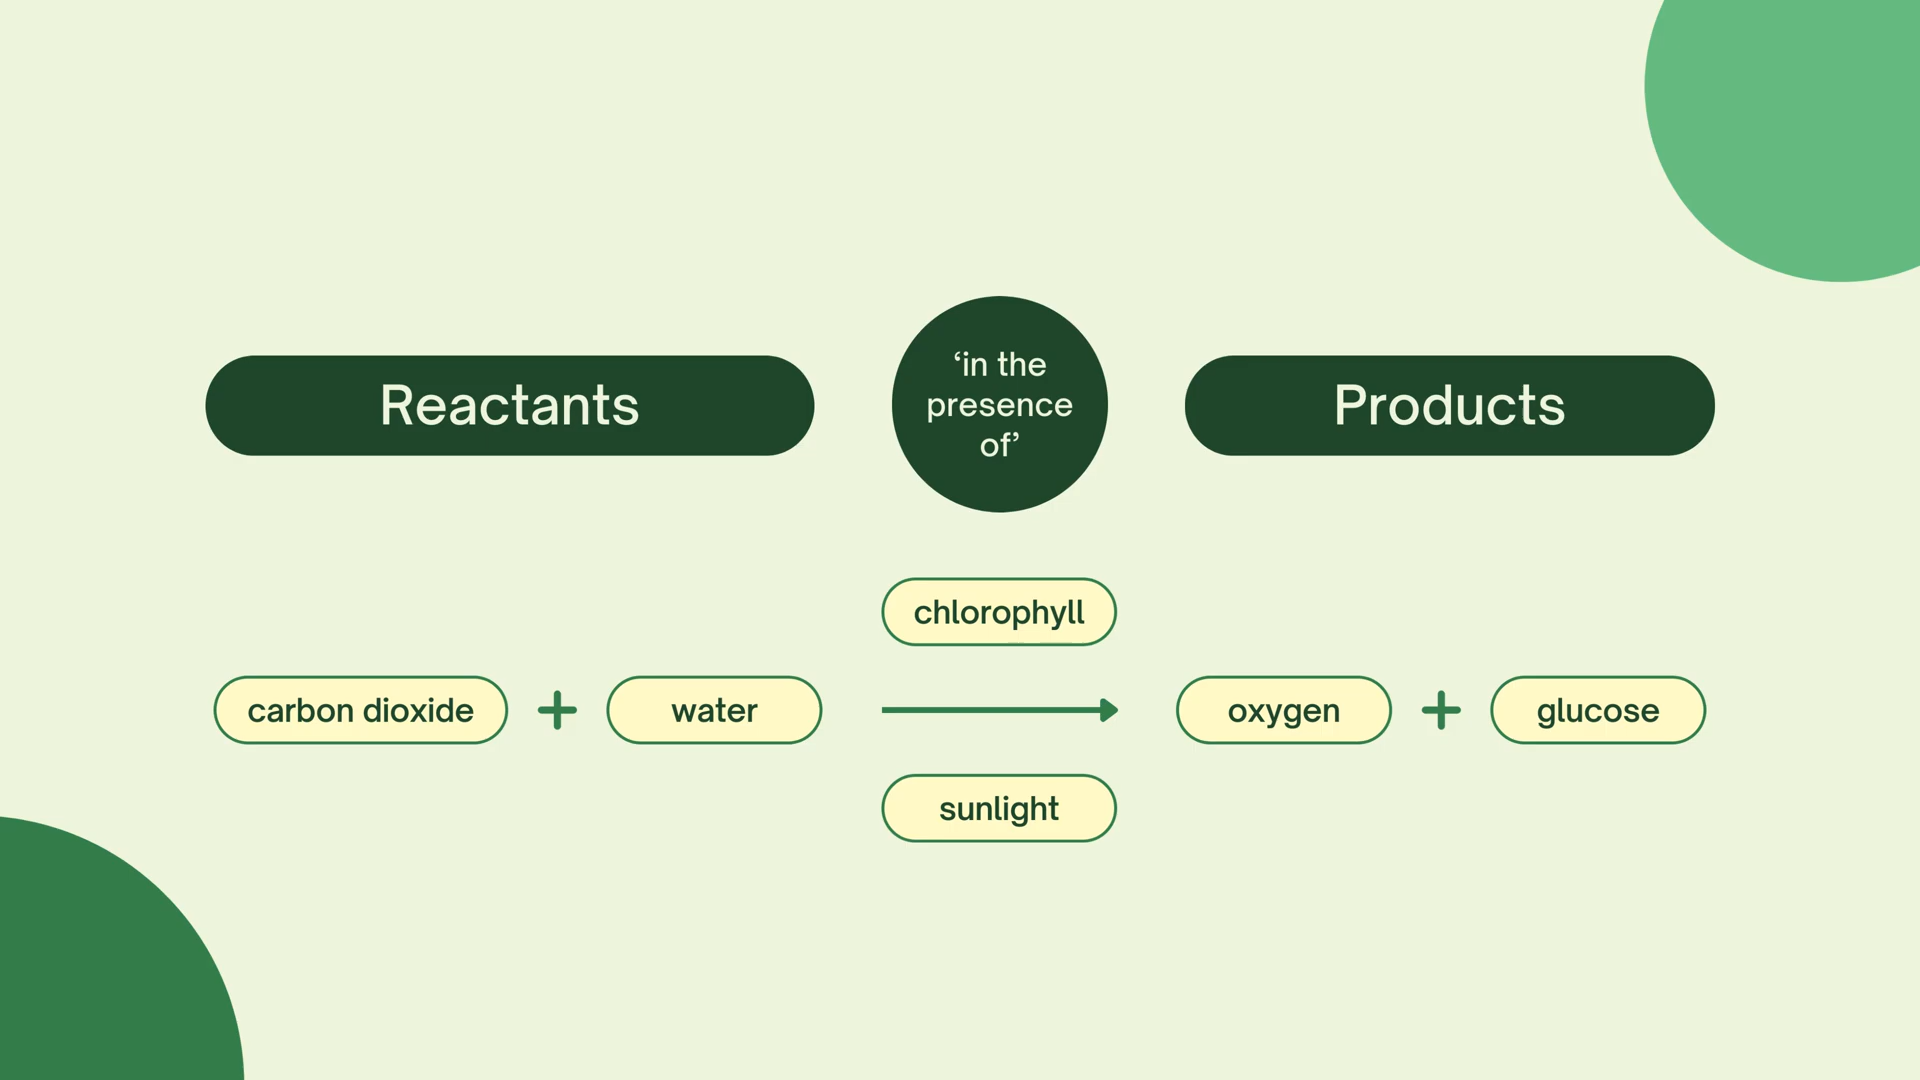 Reactants
‘in the
presence
of’
Products
chlorophyll
carbon dioxide + water → oxygen + glucose
sunlight